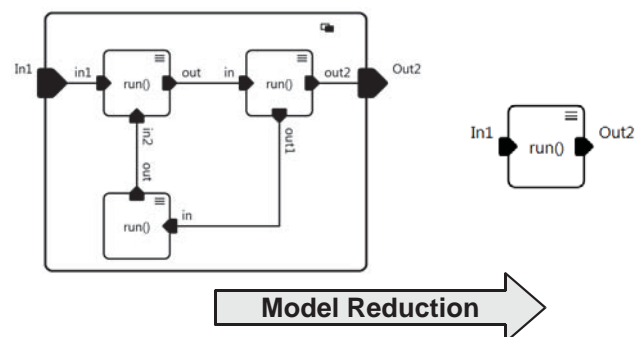 In1
in1
run()
out
in
run()
out2
Out2
in2
out
out1
run()
in
In1
run()
Out2
Model Reduction